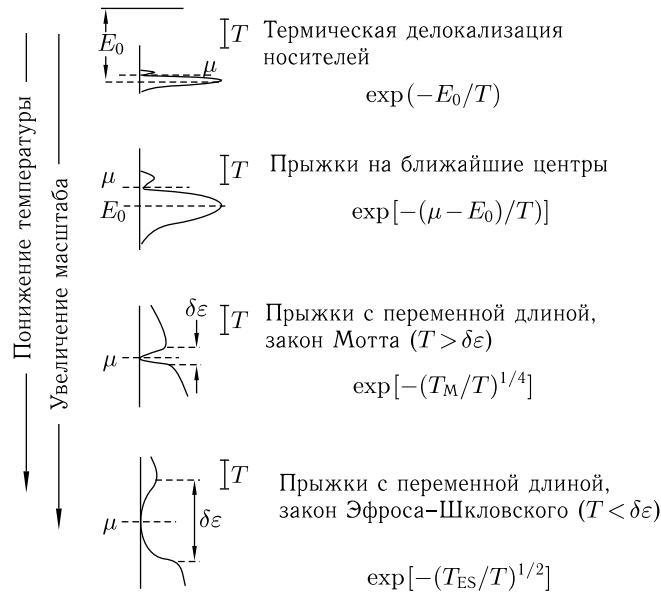 Понижение температуры
Увеличение масштаба
E₀
T
μ
Термическая делокализация
носителей
exp(−E₀/T)
μ
E₀
T
Прыжки на ближайшие центры
exp[−(μ − E₀)/T)]
μ
δε
T
Прыжки с переменной длиной,
закон Мотта (T > δε)
exp[−(T_М/T)^{1/4}]
μ
δε
T
Прыжки с переменной длиной,
закон Эфроса–Шкловского (T < δε)
exp[−(T_ES/T)^{1/2}]